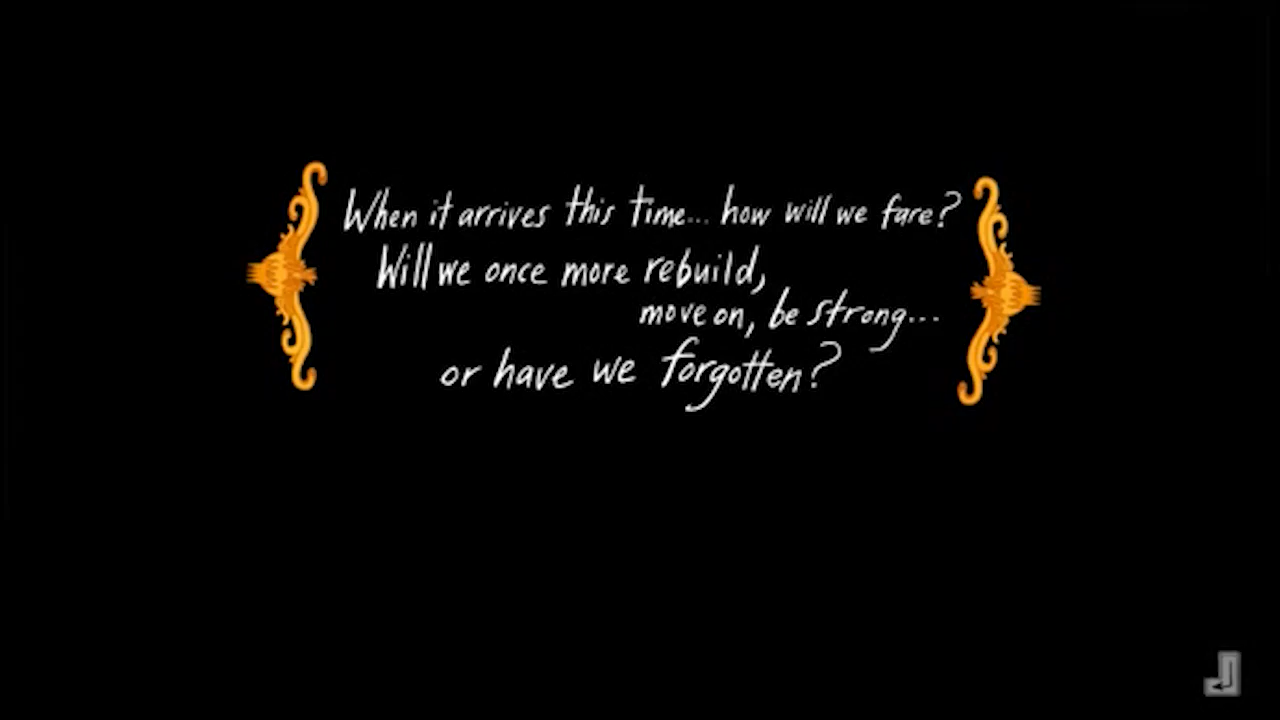 When it arrives this time... how will we fare?
Will we once more rebuild,
move on, be strong...
or have we forgotten?